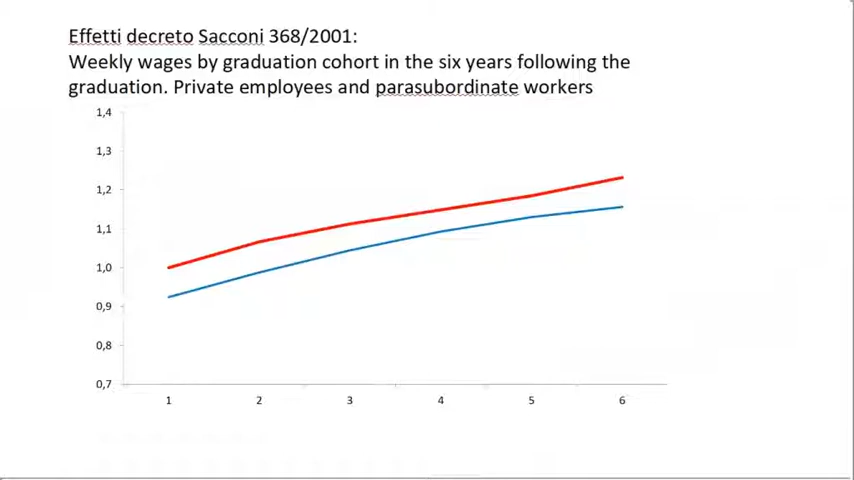 Effetti decreto Sacconi 368/2001:
Weekly wages by graduation cohort in the six years following the
graduation. Private employees and parasubordinate workers
1,4
1,3
1,2
1,1
1,0
0,9
0,8
0,7
1 2 3 4 5 6